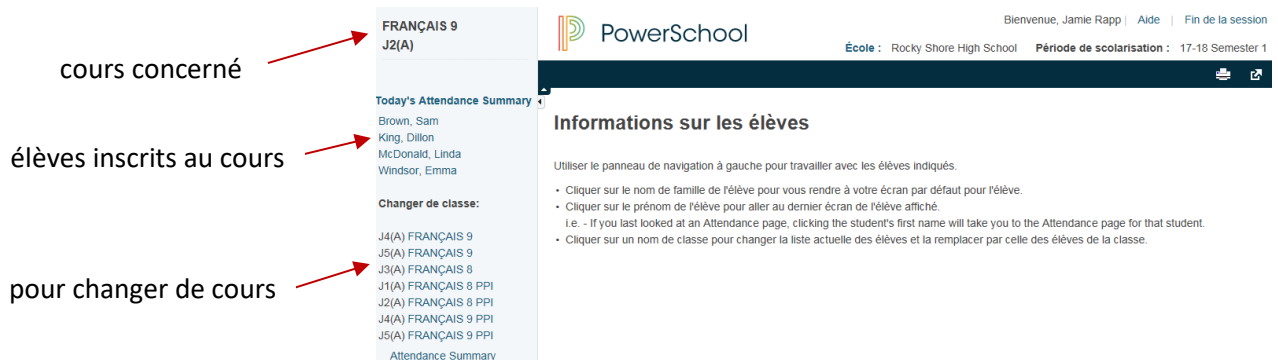 cours concerné
élèves inscrits au cours
pour changer de cours
FRANÇAIS 9
J2(A)
Today's Attendance Summary
Brown, Sam
King, Dillon
McDonald, Linda
Windsor, Emma
Changer de classe:
J4(A) FRANÇAIS 9
J5(A) FRANÇAIS 9
J3(A) FRANÇAIS 8
J1(A) FRANÇAIS 8 PPI
J2(A) FRANÇAIS 8 PPI
J4(A) FRANÇAIS 9 PPI
J5(A) FRANÇAIS 9 PPI
Attendance Summary
PowerSchool
Bienvenue, Jamie Rapp | Aide | Fin de la session
École : Rocky Shore High School Période de scolarisation : 17-18 Semester 1
Informations sur les élèves
Utiliser le panneau de navigation à gauche pour travailler avec les élèves indiqués.
• Cliquer sur le nom de famille de l'élève pour vous rendre à votre écran par défaut pour l'élève.
• Cliquer sur le prénom de l'élève pour aller au dernier écran de l'élève affiché.
i.e. - If you last looked at an Attendance page, clicking the student's first name will take you to the Attendance page for that student.
• Cliquer sur un nom de classe pour changer la liste actuelle des élèves et la remplacer par celle des élèves de la classe.